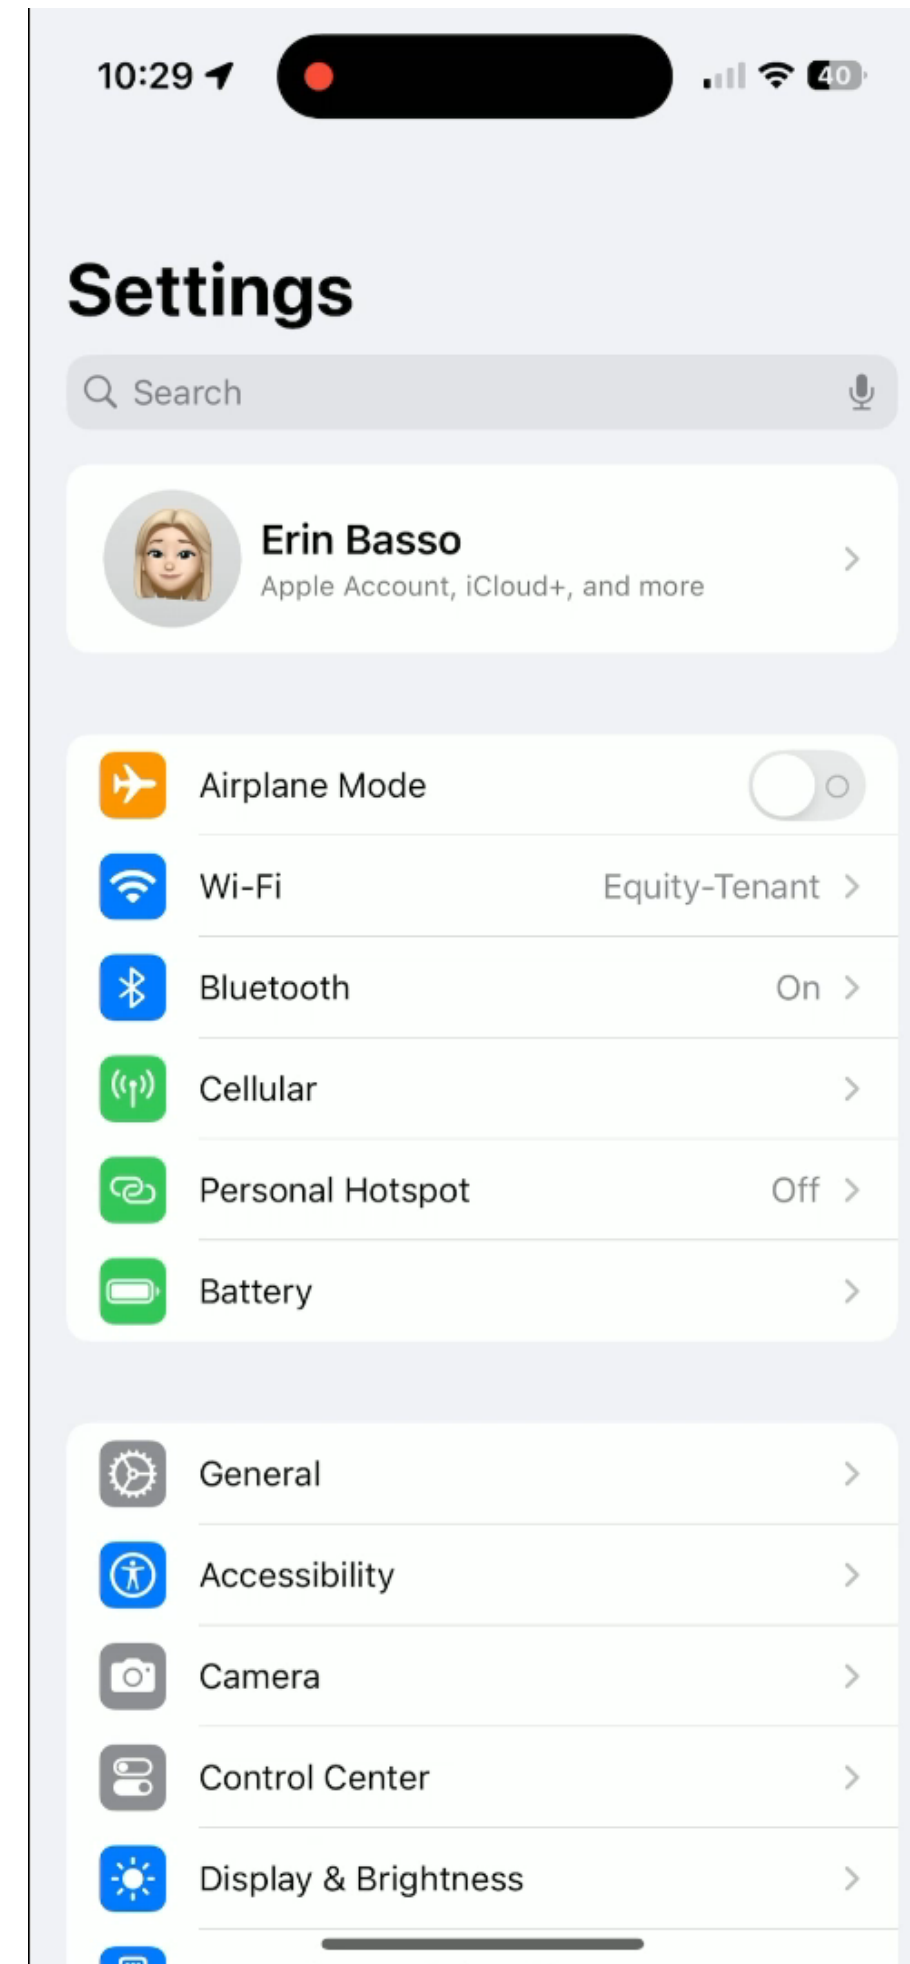 10:29
40
Settings
Search
Erin Basso
Apple Account, iCloud+, and more
Airplane Mode
Wi-Fi Equity-Tenant
Bluetooth On
Cellular
Personal Hotspot Off
Battery
General
Accessibility
Camera
Control Center
Display & Brightness